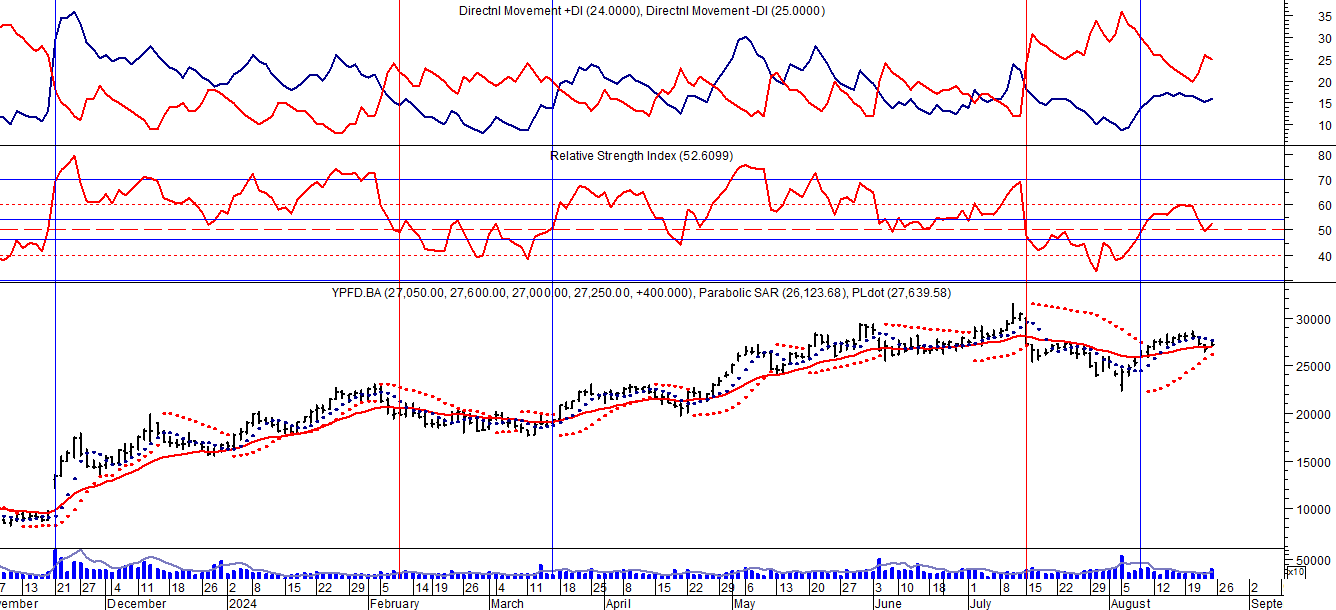 Directnl Movement +DI (24.0000), Directnl Movement -DI (25.0000)
35
30
25
20
15
10
Relative Strength Index (52.6099)
80
70
60
50
40
YPFD.BA (27,050.00, 27,600.00, 27,000.00, 27,250.00, +400.000), Parabolic SAR (26,123.68), PLdot (27,639.58)
30000
25000
20000
15000
10000
50000
x10
7 13 21 27 4 11 18 26 2 8 15 22 29 5 14 19 26 4 11 18 25 1 8 15 22 29 6 13 20 27 3 10 18 1 8 15 22 29 5 12 19 26 2
vember December 2024 February March April May June July August Septe